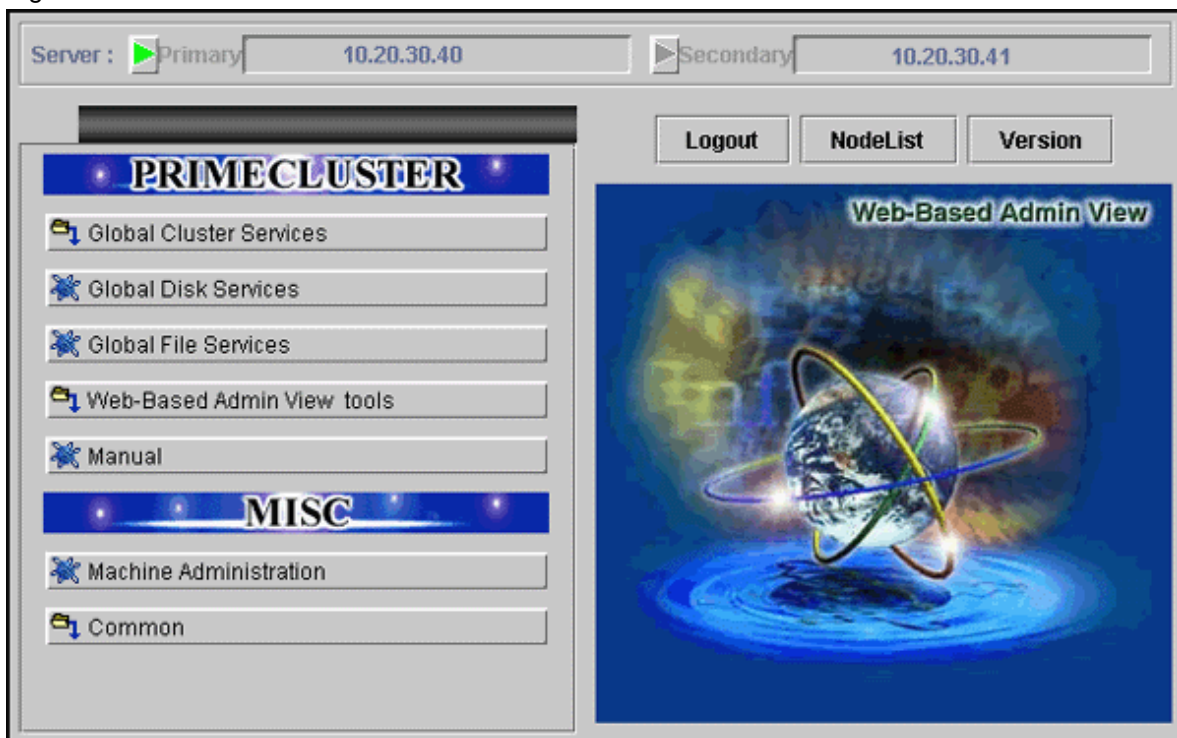 Server : Primary 10.20.30.40 Secondary 10.20.30.41
Logout NodeList Version
PRIMECLUSTER
Global Cluster Services
Global Disk Services
Global File Services
Web-Based Admin View tools
Manual
MISC
Machine Administration
Common
Web-Based Admin View